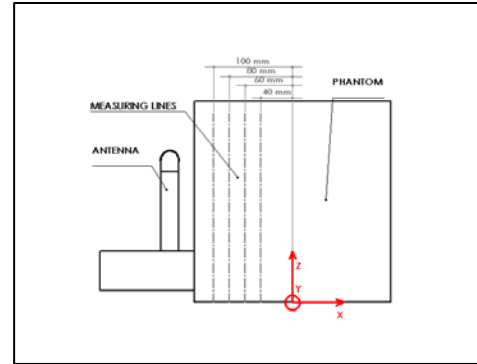 100 mm
80 mm
60 mm
40 mm
PHANTOM
MEASURING LINES
ANTENNA
Z
Y
X